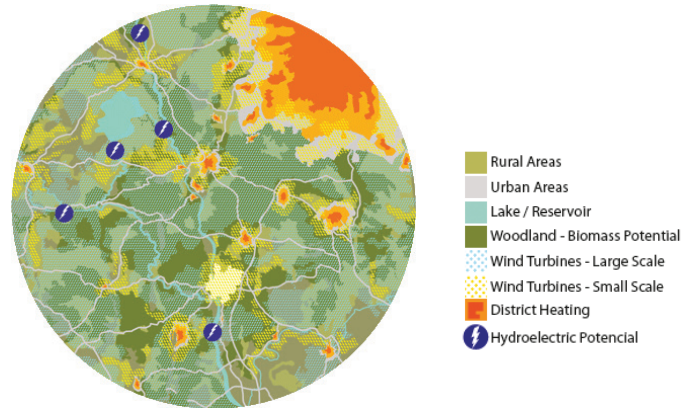 Rural Areas
Urban Areas
Lake / Reservoir
Woodland - Biomass Potential
Wind Turbines - Large Scale
Wind Turbines - Small Scale
District Heating
Hydroelectric Potencial